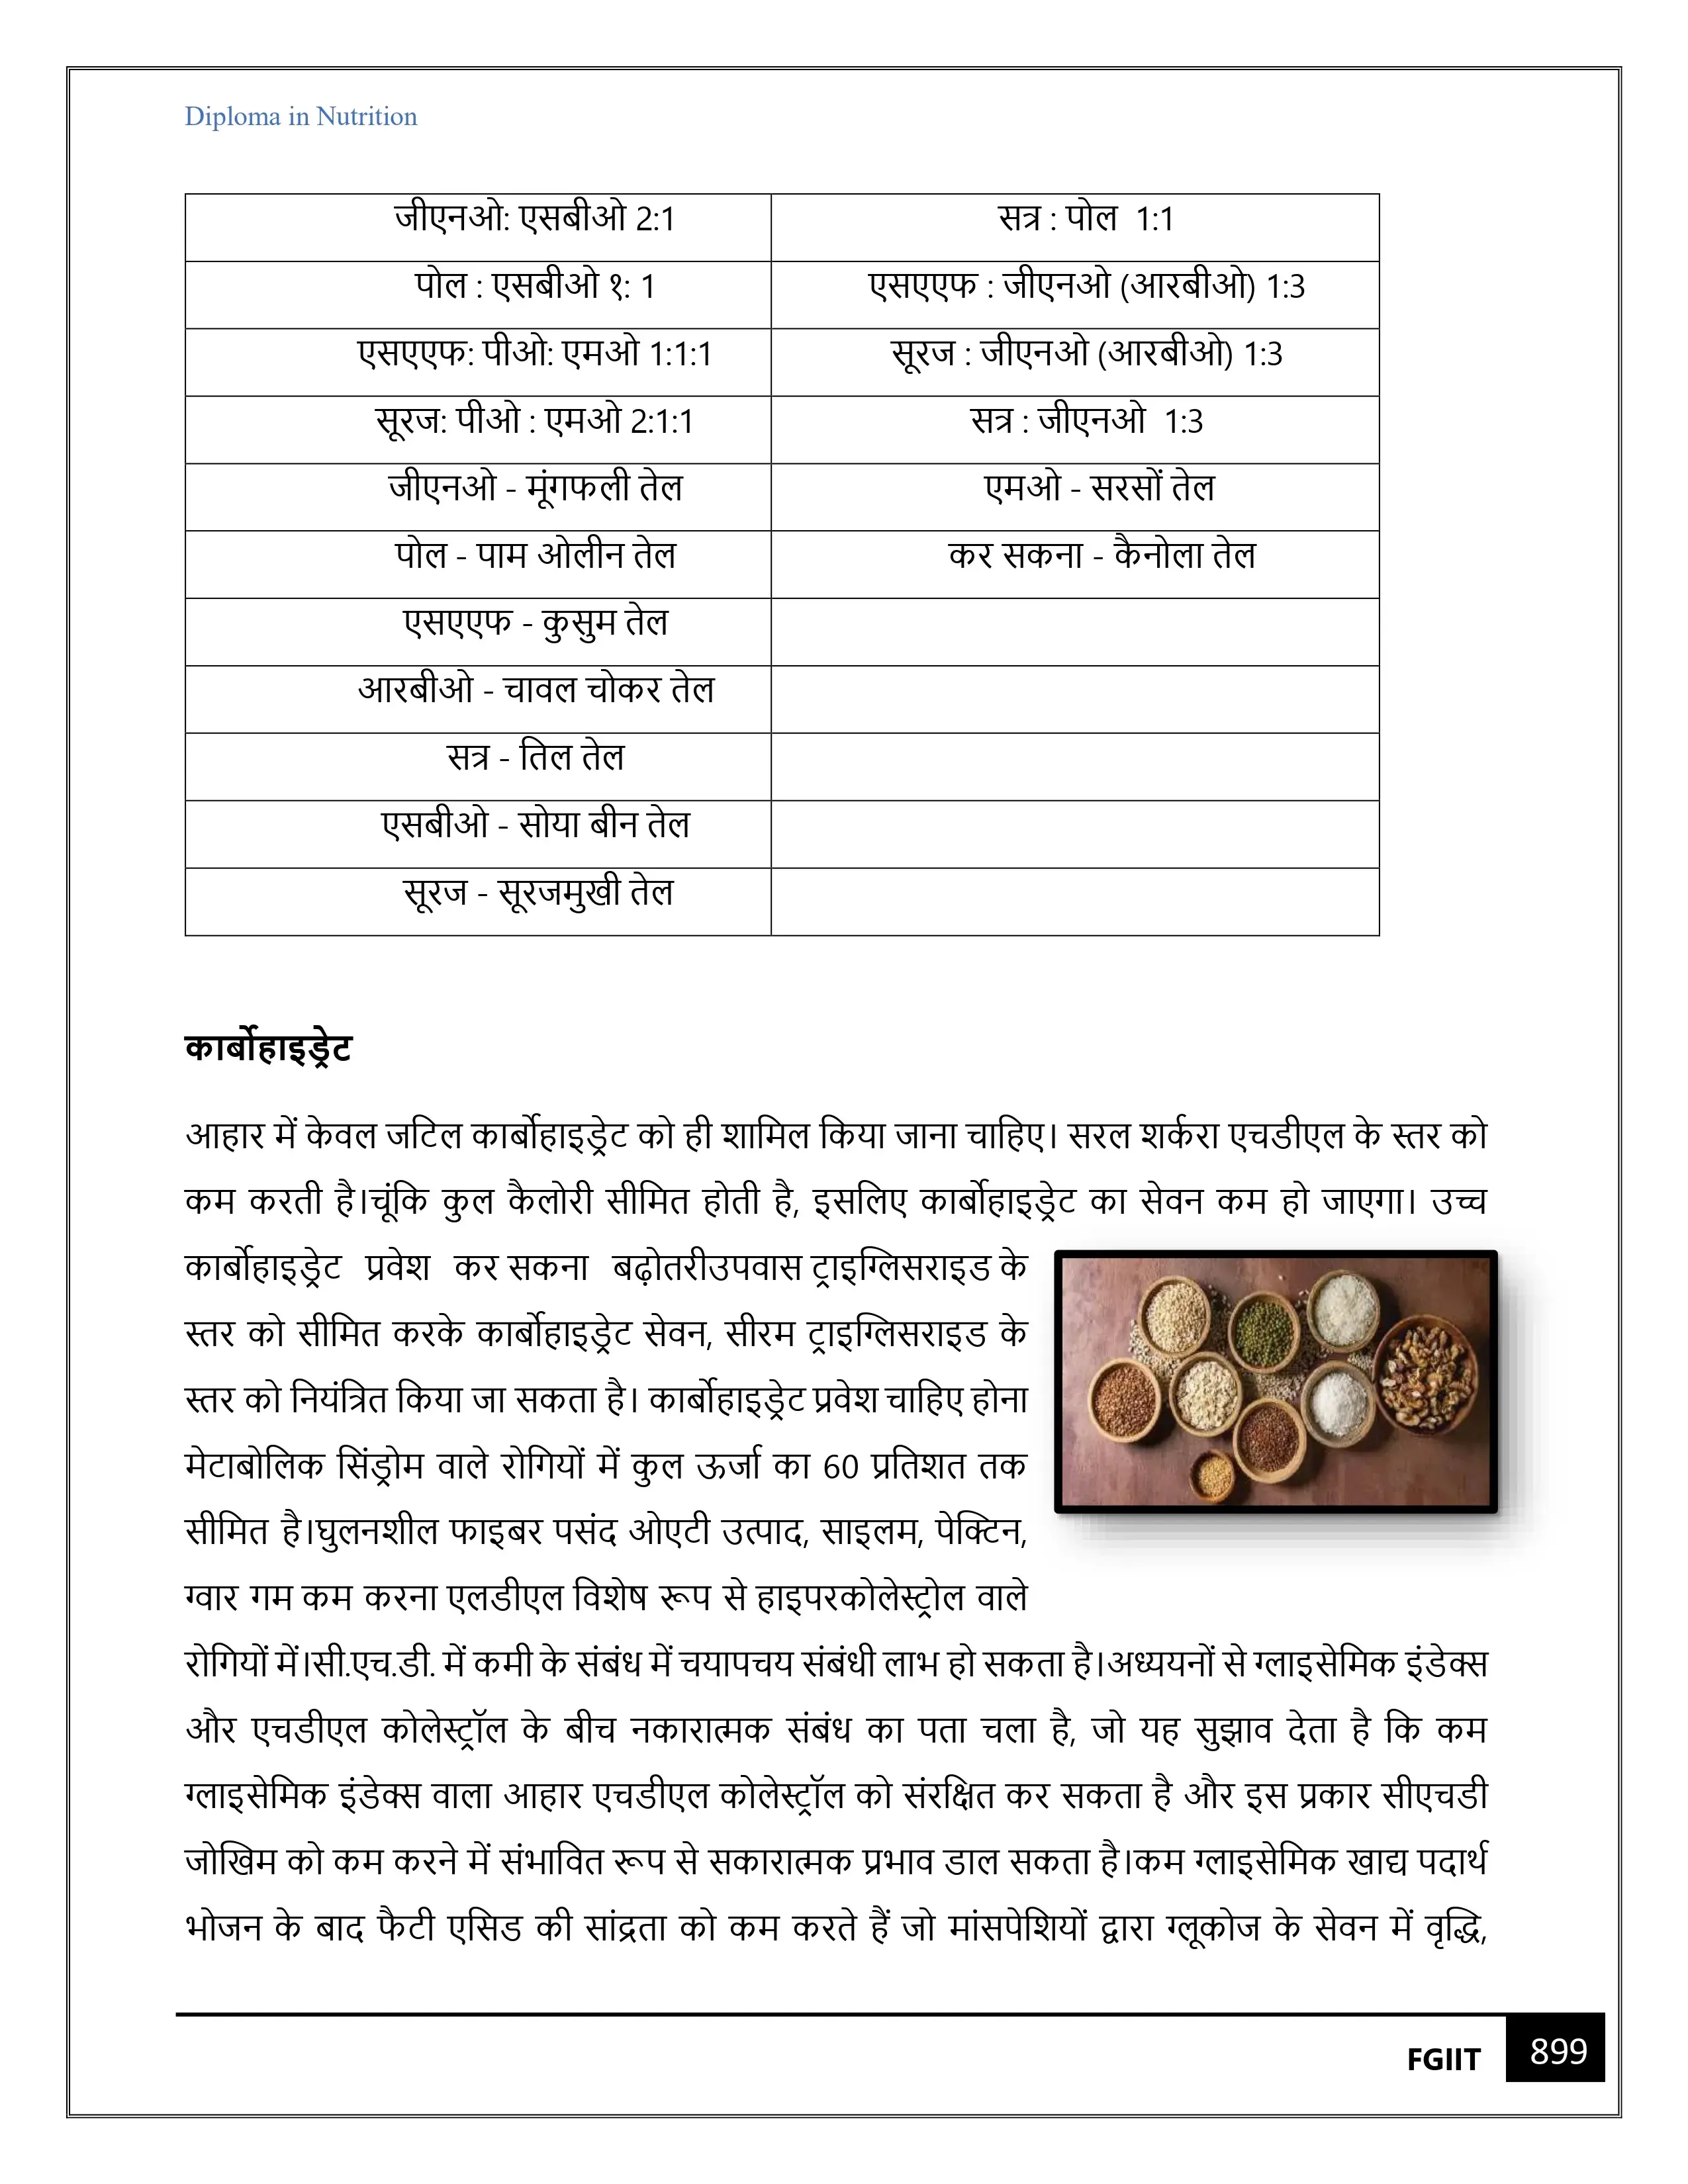 Diploma in Nutrition
जीएनओ: एसबीओ 2:1 सत्र : पोल 1:1
पोल : एसबीओ १: 1 एसएएफ : जीएनओ (आरबीओ) 1:3
एसएएफ: पीओ: एमओ 1:1:1 सूरज : जीएनओ (आरबीओ) 1:3
सूरज: पीओ : एमओ 2:1:1 सत्र : जीएनओ 1:3
जीएनओ - मूंगफली तेल एमओ - सरसों तेल
पोल - पाम ओलीन तेल कर सकना - कैनोला तेल
एसएएफ - कुसुम तेल
आरबीओ - चावल चोकर तेल
सत्र - तिल तेल
एसबीओ - सोया बीन तेल
सूरज - सूरजमुखी तेल
कार्बोहाइड्रेट
आहार में केवल जटिल कार्बोहाइड्रेट को ही शामिल किया जाना चाहिए। सरल शर्करा एचडीएल के स्तर को
कम करती है।चूंकि कुल कैलोरी सीमित होती है, इसलिए कार्बोहाइड्रेट का सेवन कम हो जाएगा। उच्च
कार्बोहाइड्रेट प्रवेश कर सकना बढ़ोतरीउपवास ट्राइग्लिसराइड के
स्तर को सीमित करके कार्बोहाइड्रेट सेवन, सीरम ट्राइग्लिसराइड के
स्तर को नियंत्रित किया जा सकता है। कार्बोहाइड्रेट प्रवेश चाहिए होना
मेटाबोलिक सिंड्रोम वाले रोगियों में कुल ऊर्जा का 60 प्रतिशत तक
सीमित है।घुलनशील फाइबर पसंद ओएटी उत्पाद, साइलम, पेक्टिन,
ग्वार गम कम करना एलडीएल विशेष रूप से हाइपरकोलेस्ट्रोल वाले
रोगियों में।सी.एच.डी. में कमी के संबंध में चयापचय संबंधी लाभ हो सकता है।अध्ययनों से ग्लाइसेमिक इंडेक्स
और एचडीएल कोलेस्ट्रॉल के बीच नकारात्मक संबंध का पता चला है, जो यह सुझाव देता है कि कम
ग्लाइसेमिक इंडेक्स वाला आहार एचडीएल कोलेस्ट्रॉल को संरक्षित कर सकता है और इस प्रकार सीएचडी
जोखिम को कम करने में संभावित रूप से सकारात्मक प्रभाव डाल सकता है।कम ग्लाइसेमिक खाद्य पदार्थ
भोजन के बाद फैटी एसिड की सांद्रता को कम करते हैं जो मांसपेशियों द्वारा ग्लूकोज के सेवन में वृद्धि,
FGIIT 899